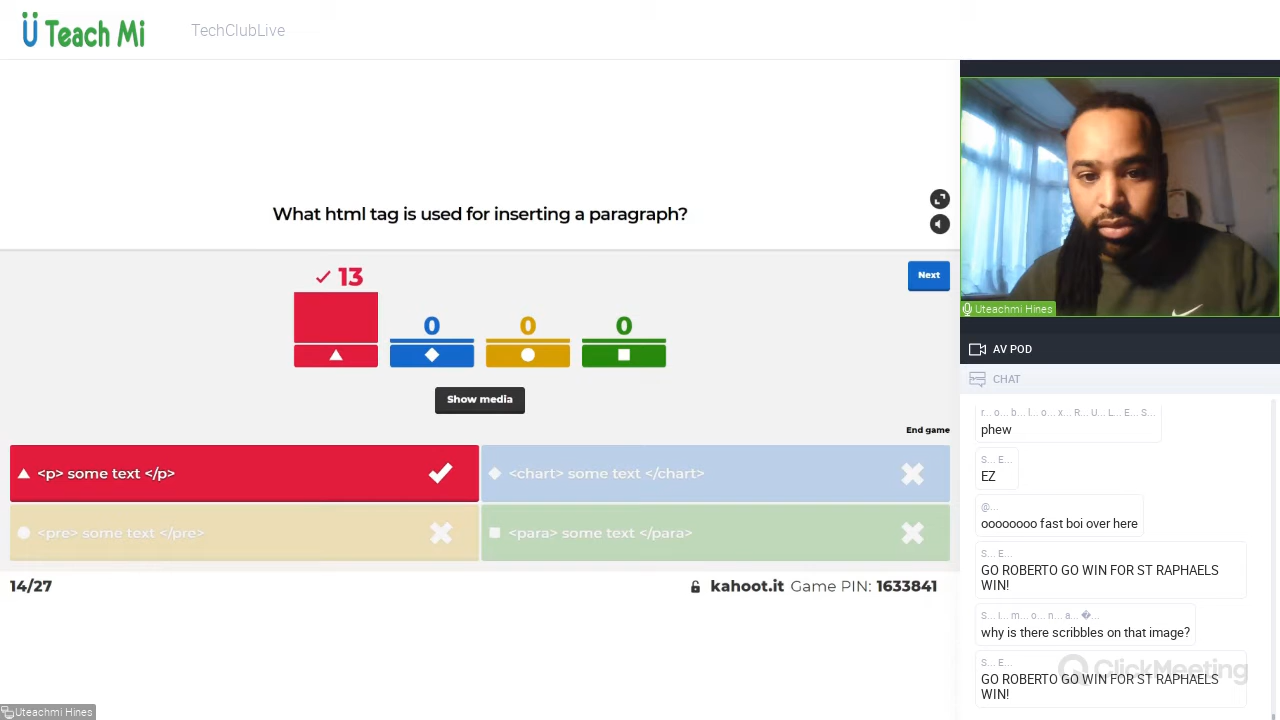 Ü Teach Mi
TechClubLive
What html tag is used for inserting a paragraph?
13
0
0
0
Next
Show media
End game
<p> some text </p>
<chart> some text </chart>
<pre> some text </pre>
<para> some text </para>
14/27
kahoot.it Game PIN: 1633841
Uteachmi Hines
Uteachmi Hines
AV POD
CHAT
r... o... b... l... o... x... R... U... L... E... S...
phew
S... E...
EZ
@...
oooooooo fast boi over here
S... E...
GO ROBERTO GO WIN FOR ST RAPHAELS
WIN!
S... i... m... o... n... a... �...
why is there scribbles on that image?
S... E...
ClickMeeting
GO ROBERTO GO WIN FOR ST RAPHAELS
WIN!